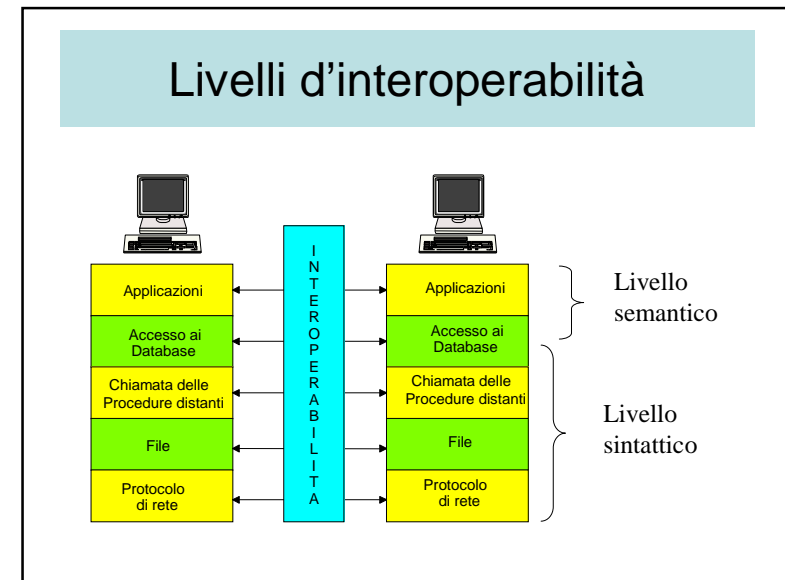 Livelli d'interoperabilità
Applicazioni
Accesso ai
Database
Chiamata delle
Procedure distanti
File
Protocolo
di rete
INTEROPERABILITA
Applicazioni
Accesso ai
Database
Chiamata delle
Procedure distanti
File
Protocolo
di rete
Livello
semantico
Livello
sintattico